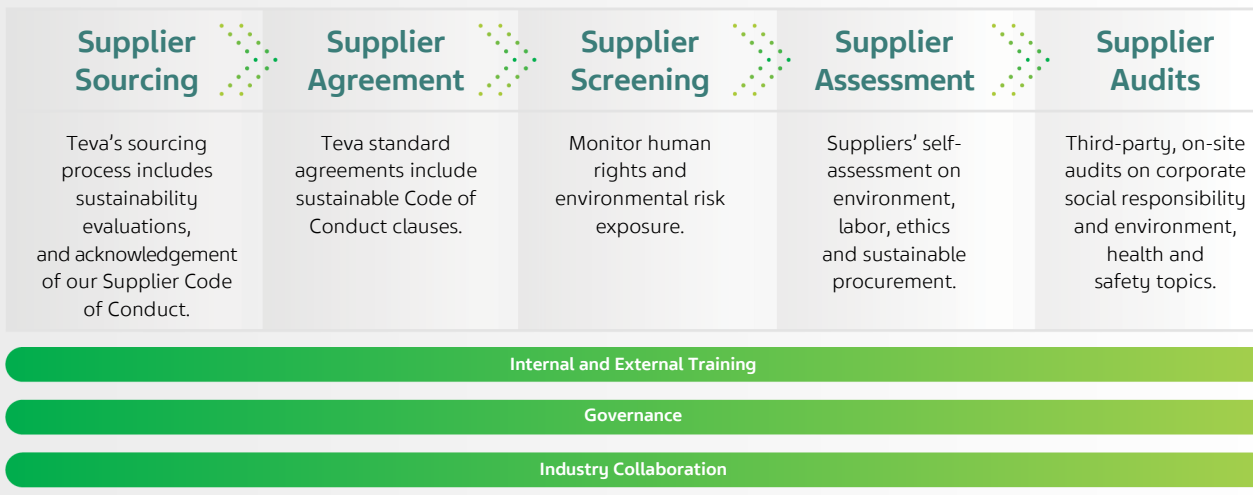 Supplier
Sourcing
Teva's sourcing
process includes
sustainability
evaluations,
and acknowledgement
of our Supplier Code
of Conduct.
Supplier
Agreement
Teva standard
agreements include
sustainable Code of
Conduct clauses.
Supplier
Screening
Monitor human
rights and
environmental risk
exposure.
Supplier
Assessment
Suppliers' self-
assessment on
environment,
labor, ethics
and sustainable
procurement.
Supplier
Audits
Third-party, on-site
audits on corporate
social responsibility
and environment,
health and
safety topics.
Internal and External Training
Governance
Industry Collaboration